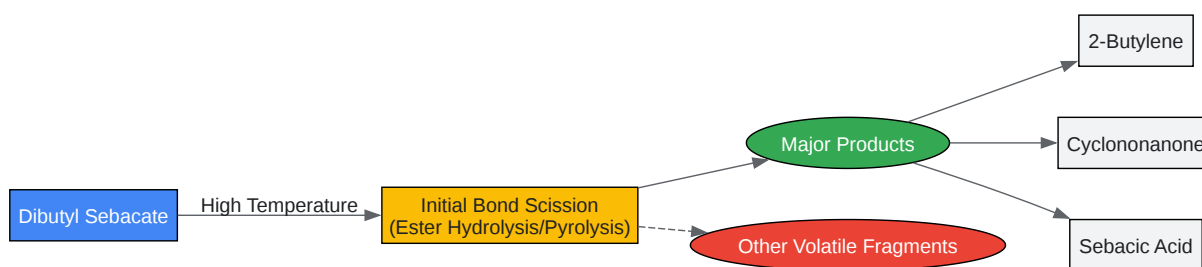 Dibutyl Sebacate
High Temperature
Initial Bond Scission
(Ester Hydrolysis/Pyrolysis)
Major Products
Other Volatile Fragments
2-Butylene
Cyclononanone
Sebacic Acid